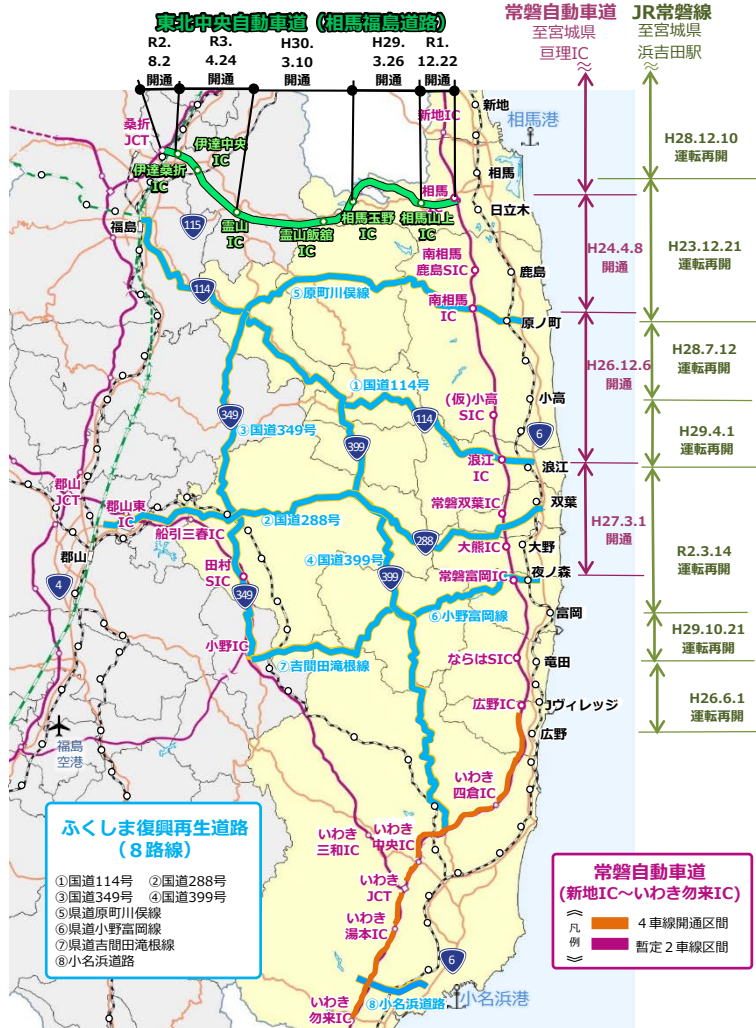 東北中央自動車道（相馬福島道路）
R2.
8.2
開通
R3.
4.24
開通
H30.
3.10
開通
H29.
3.26
開通
R1.
12.22
開通
常磐自動車道
至宮城県
亘理IC
JR常磐線
至宮城県
浜吉田駅
桑折
JCT
伊達中央
IC
伊達桑折
IC
新地IC
新地
相馬港
相馬
相馬
日立木
福島
115
霊山
IC
霊山飯舘
IC
相馬玉野
IC
相馬山上
IC
H28.12.10
運転再開
H24.4.8
開通
H23.12.21
運転再開
南相馬
鹿島SIC
鹿島
114
⑤原町川俣線
南相馬
IC
原ノ町
H26.12.6
開通
H28.7.12
運転再開
①国道114号
(仮)小高
SIC
小高
349
③国道349号
399
114
6
H29.4.1
運転再開
浪江
IC
浪江
郡山
JCT
郡山東
IC
②国道288号
常磐双葉IC
双葉
H27.3.1
開通
船引三春IC
④国道399号
288
大熊IC
大野
R2.3.14
運転再開
郡山
4
田村
SIC
349
399
常磐富岡IC
夜ノ森
⑥小野富岡線
富岡
小野IC
⑦吉間田滝根線
ならはSIC
竜田
H29.10.21
運転再開
広野IC
Jヴィレッジ
H26.6.1
運転再開
広野
福島
空港
いわき
四倉IC
いわき
三和IC
いわき
中央IC
いわき
JCT
いわき
湯本IC
6
⑧小名浜道路
小名浜港
いわき
勿来IC
ふくしま復興再生道路
（８路線）
①国道114号　②国道288号
③国道349号　④国道399号
⑤県道原町川俣線
⑥県道小野富岡線
⑦県道吉間田滝根線
⑧小名浜道路
常磐自動車道
(新地IC～いわき勿来IC)
《凡例》
４車線開通区間
暫定２車線区間